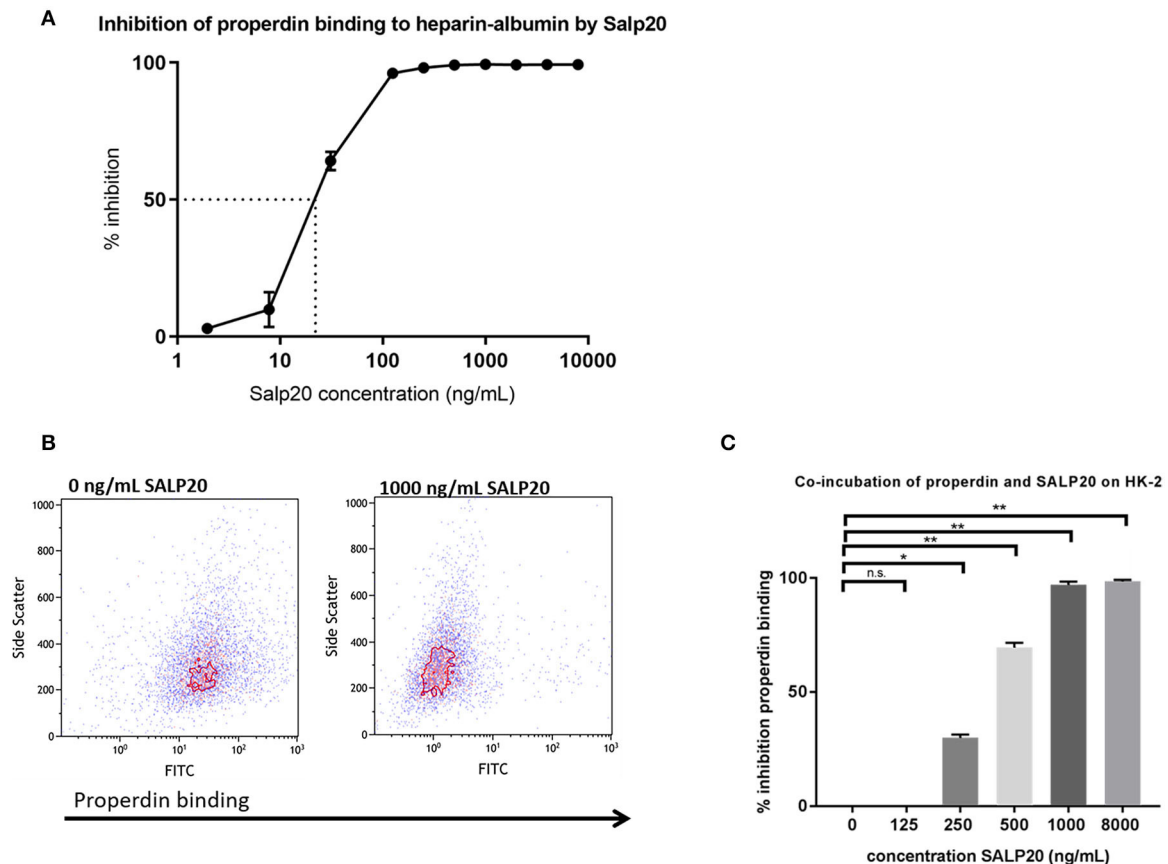 A
Inhibition of properdin binding to heparin-albumin by Salp20
100
50
0
% inhibition
1 10 100 1000 10000
Salp20 concentration (ng/mL)
B
0 ng/mL SALP20
1000
800
600
400
200
0
Side Scatter
10⁰ 10¹ 10² 10³
FITC
1000 ng/mL SALP20
1000
800
600
400
200
0
Side Scatter
10⁰ 10¹ 10² 10³
FITC
Properdin binding
C
Co-incubation of properdin and SALP20 on HK-2
**
**
**
*
n.s.
100
50
0
% inhibition properdin binding
0 125 250 500 1000 8000
concentration SALP20 (ng/mL)